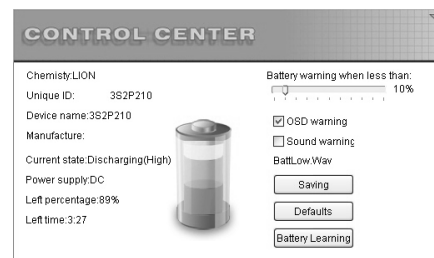 CONTROL CENTER
Chemisty:LION
Unique ID: 3S2P210
Device name:3S2P210
Manufacture:
Current state:Discharging(High)
Power supply:DC
Left percentage:89%
Left time:3:27
Battery warning when less than:
10%
OSD warning
Sound warning
BattLow.Wav
Saving
Defaults
Battery Learning